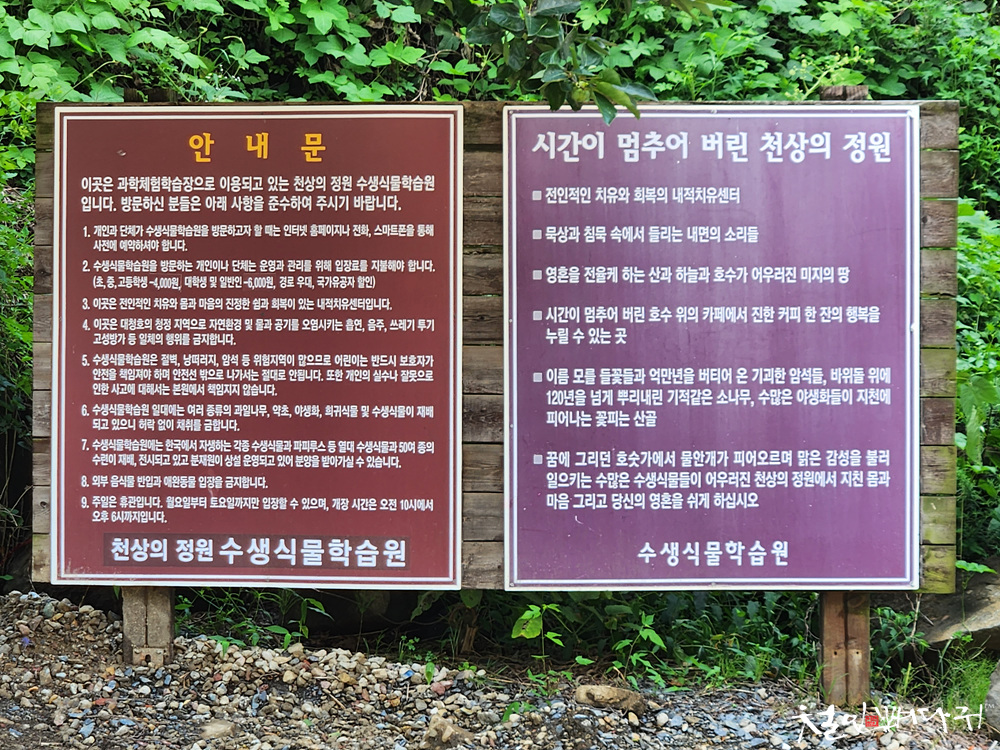 안 내 문
이곳은 과학체험학습장으로 이용되고 있는 천상의 정원 수생식물학습원
입니다. 방문하신 분들은 아래 사항을 준수하여 주시기 바랍니다.
1. 개인과 단체가 수생식물학습원을 방문하고자 할 때는 인터넷 홈페이지나 전화, 스마트폰을 통해
사전에 예약하셔야 합니다.
2. 수생식물학습원을 방문하는 개인이나 단체는 운영과 관리를 위해 입장료를 지불해야 합니다.
(초,중,고등학생 -4,000원, 대학생 및 일반인 -6,000원, 경로 우대, 국가유공자 할인)
3. 이곳은 전인적인 치유와 몸과 마음의 진정한 쉼과 회복이 있는 내적치유센터입니다.
4. 이곳은 대청호의 청정 지역으로 자연환경 및 물과 공기를 오염시키는 흡연, 음주, 쓰레기 투기
고성방가 등 일체의 행위를 금지합니다.
5. 수생식물학습원은 절벽, 낭떠러지, 암석 등 위험지역이 많으므로 어린이는 반드시 보호자가
안전을 책임져야 하며 안전선 밖으로 나가서는 절대로 안됩니다. 또한 개인의 실수나 잘못으로
인한 사고에 대해서는 본원에서 책임지지 않습니다.
6. 수생식물학습원 일대에는 여러 종류의 과일나무, 약초, 야생화, 희귀식물 및 수생식물이 재배
되고 있으니 허락 없이 채취를 금합니다.
7. 수생식물학습원에는 한국에서 자생하는 각종 수생식물과 파피루스 등 열대 수생식물과 50여 종의
수련이 재배, 전시되고 있고 분재원이 상설 운영되고 있어 분양을 받아가실 수 있습니다.
8. 외부 음식물 반입과 애완동물 입장을 금지합니다.
9. 주일은 휴관입니다. 월요일부터 토요일까지만 입장할 수 있으며, 개장 시간은 오전 10시에서
오후 6시까지입니다.
천상의 정원 수생식물학습원
시간이 멈추어 버린 천상의 정원
전인적인 치유와 회복의 내적치유센터
묵상과 침묵 속에서 들리는 내면의 소리들
영혼을 전율케 하는 산과 하늘과 호수가 어우러진 미지의 땅
시간이 멈추어 버린 호수 위의 카페에서 진한 커피 한 잔의 행복을
누릴 수 있는 곳
이름 모를 들꽃들과 억만년을 버티어 온 기괴한 암석들, 바위돌 위에
120년을 넘게 뿌리내린 기적같은 소나무, 수많은 야생화들이 지천에
피어나는 꽃피는 산골
꿈에 그리던 호숫가에서 물안개가 피어오르며 맑은 감성을 불러
일으키는 수많은 수생식물들이 어우러진 천상의 정원에서 지친 몸과
마음 그리고 당신의 영혼을 쉬게 하십시오
수생식물학습원